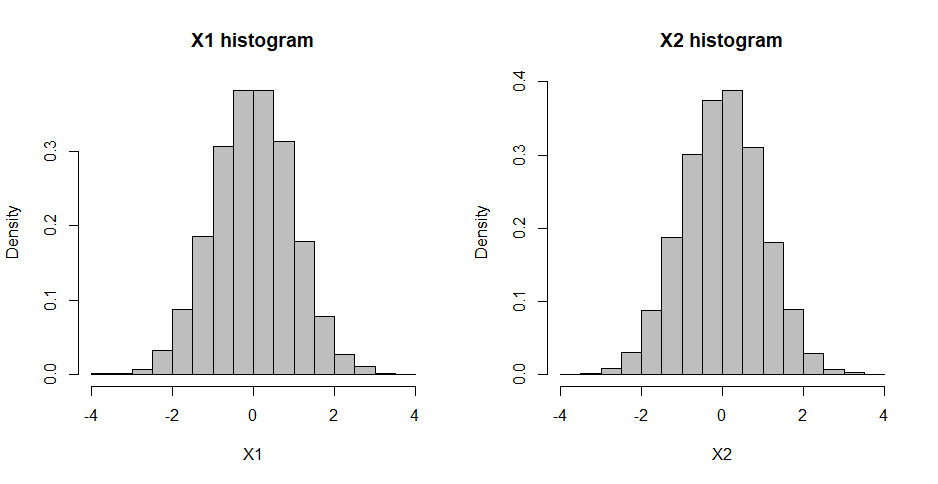 X1 histogram
Density
0.0 0.1 0.2 0.3
-4 -2 0 2 4
X1
X2 histogram
Density
0.0 0.1 0.2 0.3 0.4
-4 -2 0 2 4
X2